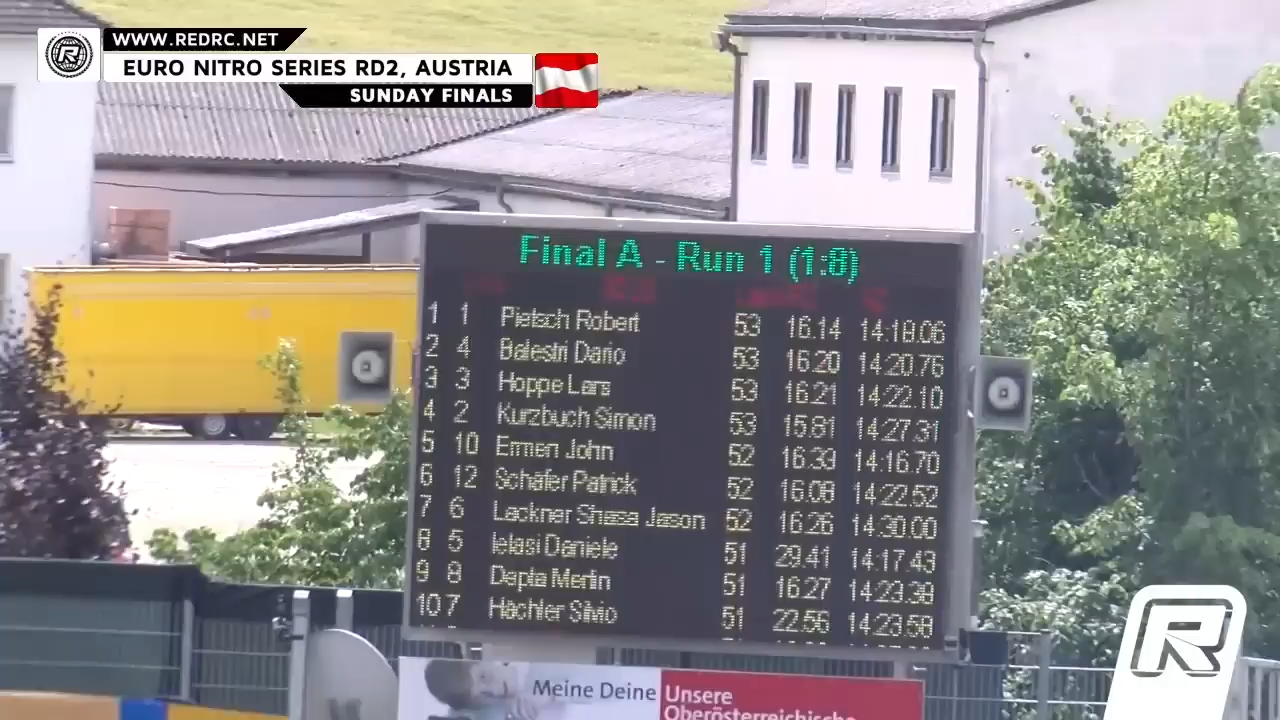 WWW.REDRC.NET
EURO NITRO SERIES RD2, AUSTRIA
SUNDAY FINALS
Final A - Run 1 (1:8)
1 1 Pietsch Robert 53 16.14 14:18.06
2 4 Balestri Dario 53 16.20 14:20.76
3 3 Hoppe Lars 53 16.21 14:22.10
4 2 Kurzbuch Simon 53 15.81 14:27.31
5 10 Ermen John 52 16.33 14:16.70
6 12 Schäfer Patrick 52 16.08 14:22.52
7 6 Lackner Shasa Jason 52 16.26 14:30.00
8 5 Ielasi Daniele 51 29.41 14:17.43
9 8 Depta Merlin 51 16.27 14:23.39
10 7 Hächler Silvio 51 22.56 14:23.58
Meine Deine Unsere
Oberösterreichische
R
R